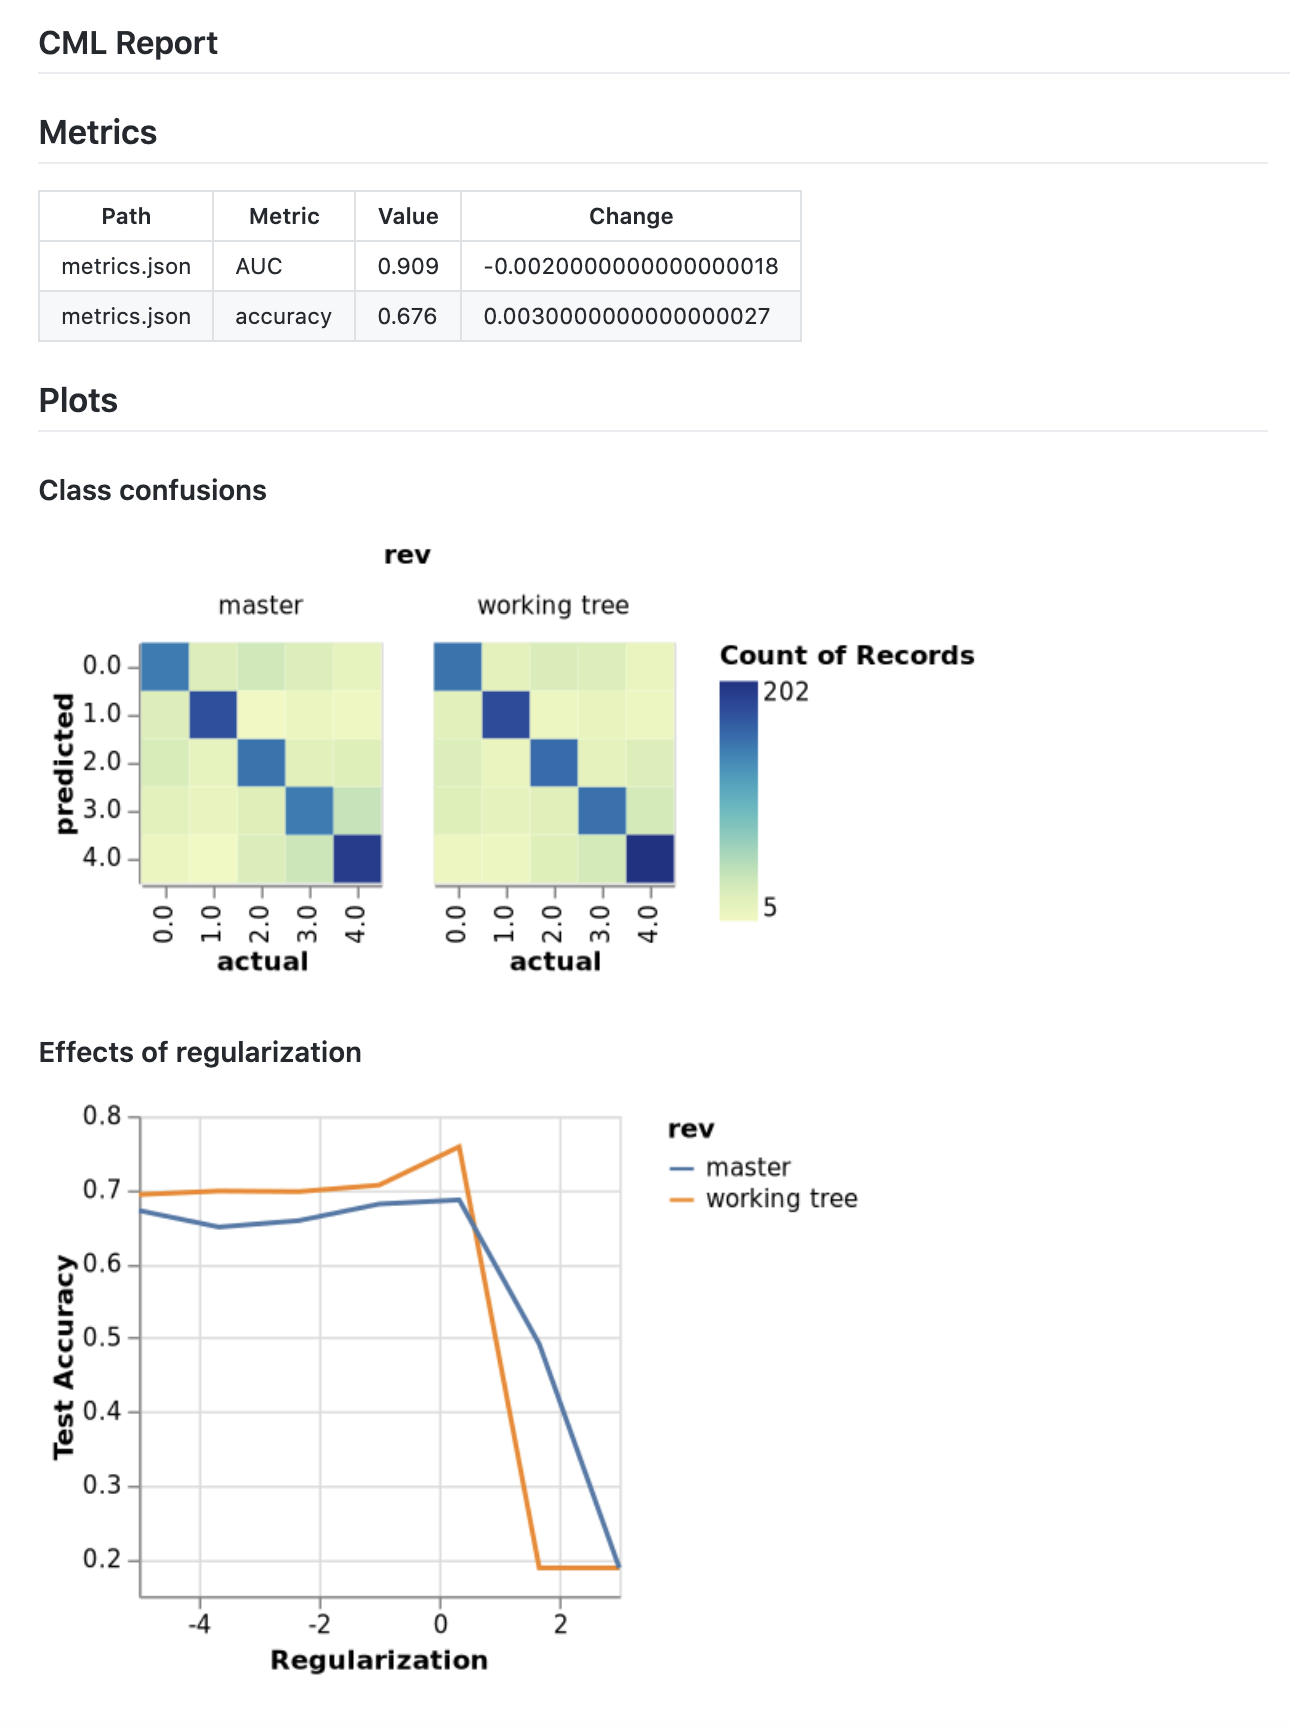 CML Report
Metrics
Path Metric Value Change
metrics.json AUC 0.909 -0.0020000000000000018
metrics.json accuracy 0.676 0.0030000000000000027
Plots
Class confusions
rev
master working tree
predicted
0.0
1.0
2.0
3.0
4.0
0.0 1.0 2.0 3.0 4.0
actual
0.0 1.0 2.0 3.0 4.0
actual
Count of Records
202
5
Effects of regularization
Test Accuracy
0.8
0.7
0.6
0.5
0.4
0.3
0.2
-4 -2 0 2
Regularization
rev
master
working tree